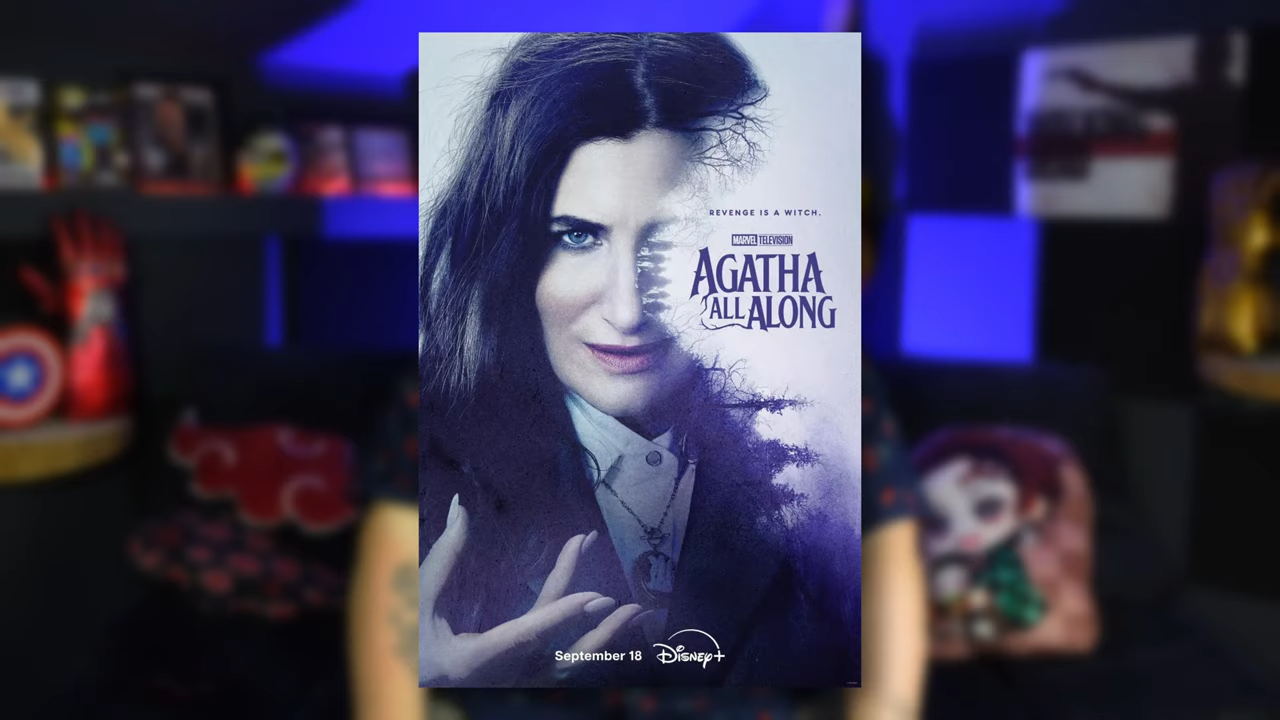 REVENGE IS A WITCH.
MARVEL TELEVISION
AGATHA
ALL ALONG
September 18 Disney+